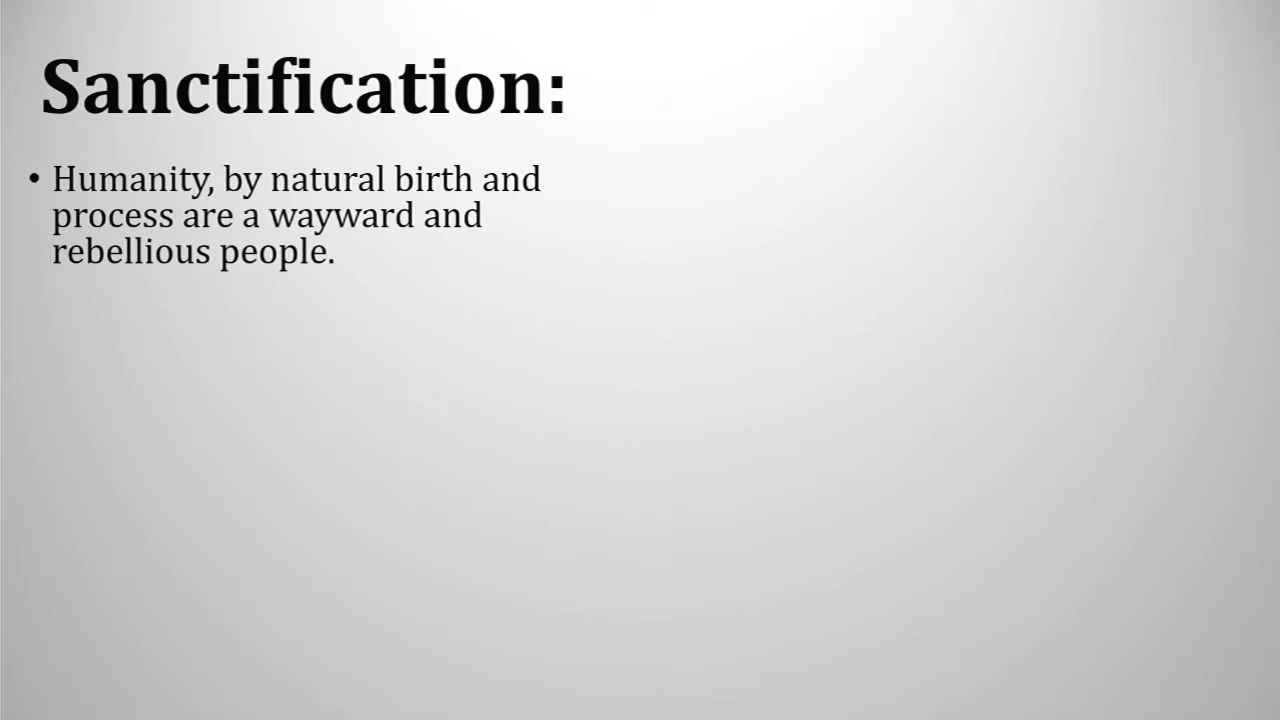 Sanctification:
• Humanity, by natural birth and
process are a wayward and
rebellious people.